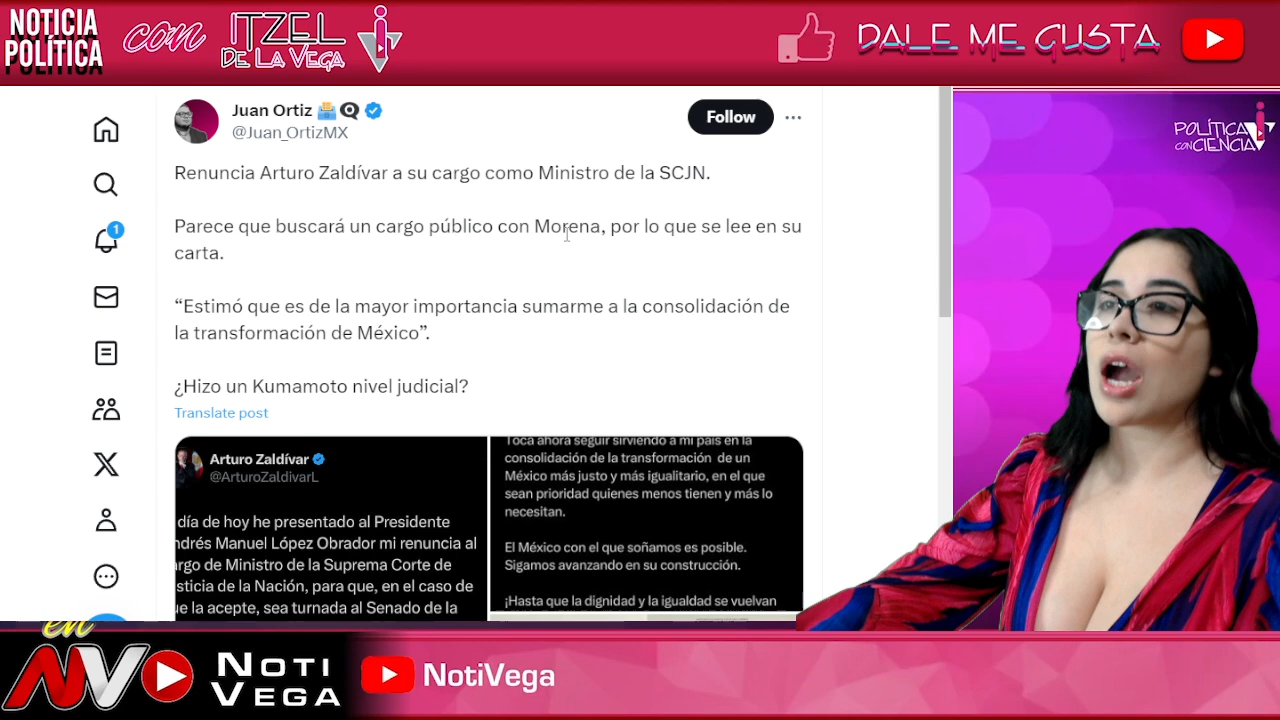 NOTICIA
POLÍTICA
con
ITZEL
DE LA VEGA
DALE ME GUSTA
Juan Ortiz
@Juan_OrtizMX
Follow
Renuncia Arturo Zaldívar a su cargo como Ministro de la SCJN.
Parece que buscará un cargo público con Morena, por lo que se lee en su
carta.
“Estimó que es de la mayor importancia sumarme a la consolidación de
la transformación de México”.
¿Hizo un Kumamoto nivel judicial?
Translate post
1
Arturo Zaldívar
@ArturoZaldivarL
día de hoy he presentado al Presidente
ndrés Manuel López Obrador mi renuncia al
argo de Ministro de la Suprema Corte de
sticia de la Nación, para que, en el caso de
ue la acepte, sea turnada al Senado de la
Toca ahora seguir sirviendo a mi país en la
consolidación de la transformación de un
México más justo y más igualitario, en el que
sean prioridad quienes menos tienen y más lo
necesitan.
El México con el que soñamos es posible.
Sigamos avanzando en su construcción.
¡Hasta que la dignidad y la igualdad se vuelvan
POLÍTICA
CON CIENCIA
en
NV
NOTI
VEGA
NotiVega